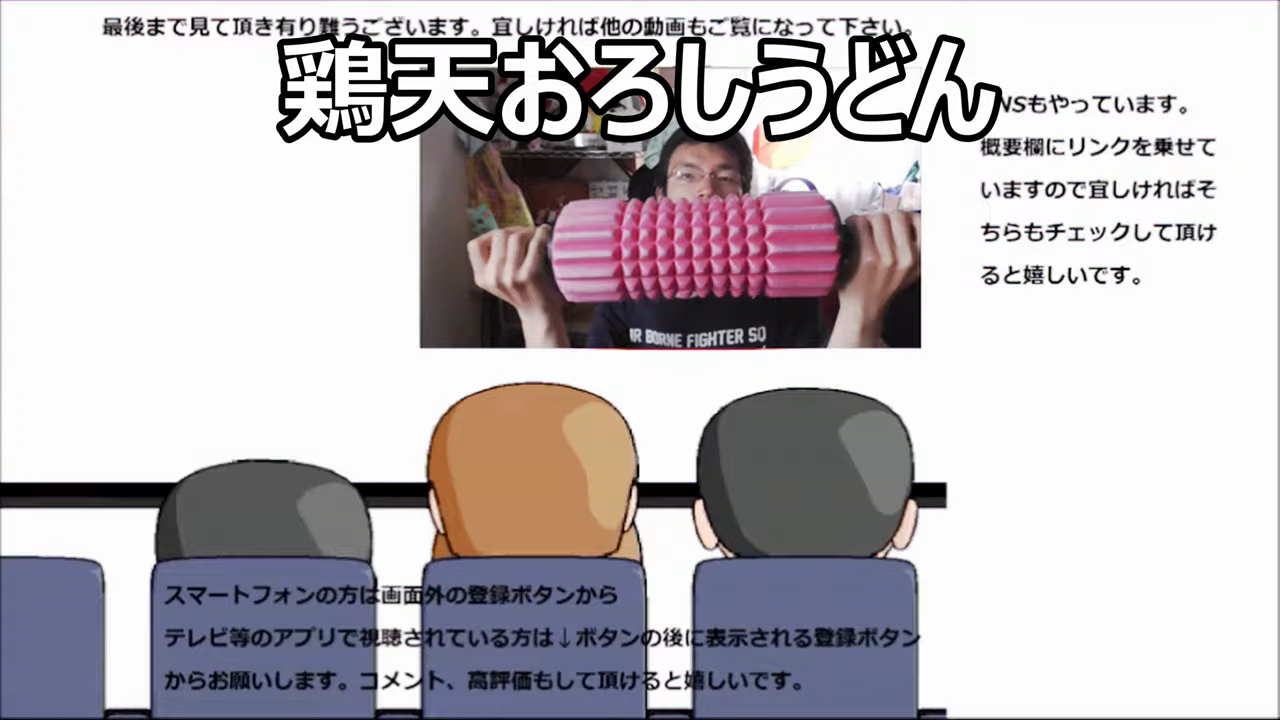 最後まで見て頂き有り難うございます。宜しければ他の動画もご覧になって下さい。
鶏天おろしうどん
NSもやっています。
概要欄にリンクを乗せて
いますので宜しければそ
ちらもチェックして頂け
ると嬉しいです。
IR BORNE FIGHTER SQ
スマートフォンの方は画面外の登録ボタンから
テレビ等のアプリで視聴されている方は↓ボタンの後に表示される登録ボタン
からお願いします。コメント、高評価もして頂けると嬉しいです。